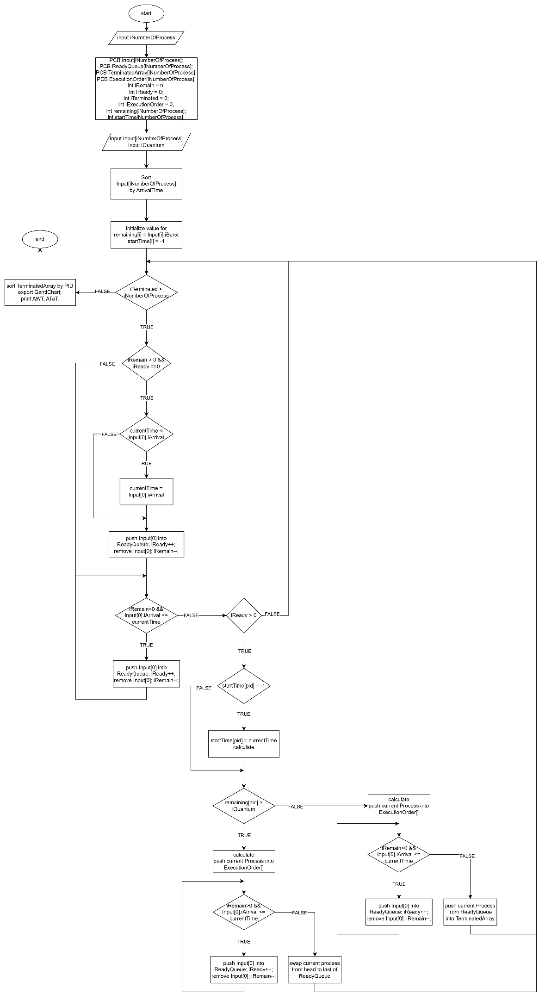 start
input iNumberOfProcess
PCB Input[iNumberOfProcess];
PCB ReadyQueue[iNumberOfProcess];
PCB TerminatedArray[iNumberOfProcess];
PCB ExecutionOrder[iNumberOfProcess];
int iRemain = n;
int iReady = 0;
int iTerminated = 0;
int iExecutionOrder = 0;
int remaining[iNumberOfProcess];
int startTimeiNumberOfProcess];
Input Input[iNumberOfProcess]
Input iQuantum
Sort
Input[iNumberOfProcess]
by ArrivalTime
Initialize value for
remaining[i] = Input[i].iBurst
startTime[i] = -1
end
sort TerminatedArray by PID
export GanttChart;
print AWT, ATaT;
FALSE
iTerminated <
iNumberOfProcess
TRUE
iRemain > 0 &&
iReady ==0
FALSE
TRUE
currentTime <
Input[0].iArrival
FALSE
TRUE
currentTime =
Input[0].iArrival
push Input[0] into
ReadyQueue; iReady++;
remove Input[0]; iRemain--;
iRemain>0 &&
Input[0].iArrival <=
currentTime
FALSE
iReady > 0
FALSE
TRUE
push Input[0] into
ReadyQueue; iReady++;
remove Input[0]; iRemain--;
TRUE
startTime[pid] = -1
FALSE
TRUE
startTime[pid] = currentTime
calculate
remaining[pid] >
iQuantum
FALSE
calculate
push current Process into
ExecutionOrder[]
TRUE
calculate
push current Process into
ExecutionOrder[]
iRemain>0 &&
Input[0].iArrival <=
currentTime
FALSE
TRUE
push Input[0] into
ReadyQueue; iReady++;
remove Input[0]; iRemain--;
push current Process
from ReadyQueue
into TerminatedArray
iRemain>0 &&
Input[0].iArrival <=
currentTime
FALSE
TRUE
push Input[0] into
ReadyQueue; iReady++;
remove Input[0]; iRemain--;
swap current process
from head to last of
ReadyQueue